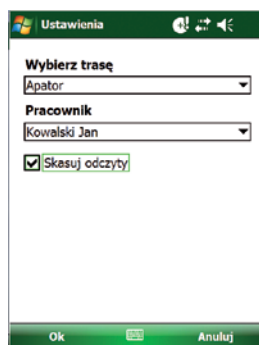 Ustawienia
Wybierz trasę
Apator
Pracownik
Kowalski Jan
Skasuj odczyty
Ok
Anuluj